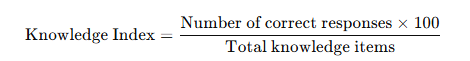 Knowledge Index = Number of correct responses × 100
Total knowledge items